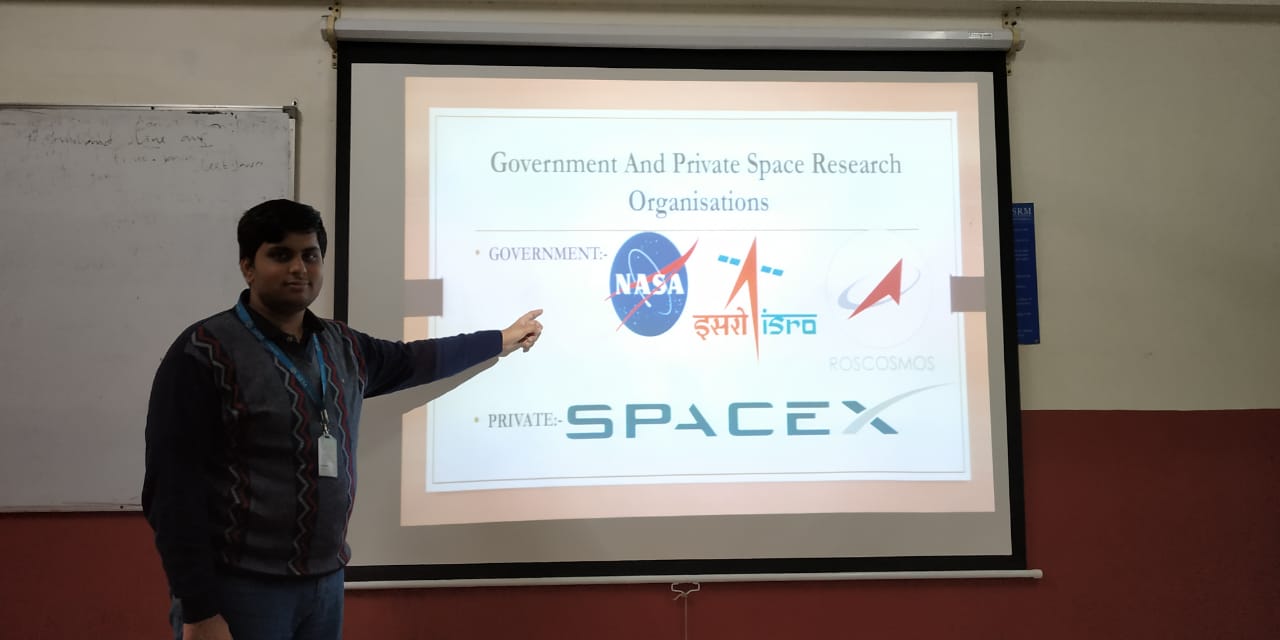 Government And Private Space Research
Organisations
• GOVERNMENT:-
NASA
इसरो isro
ROSCOSMOS
• PRIVATE:- SPACEX
SRM